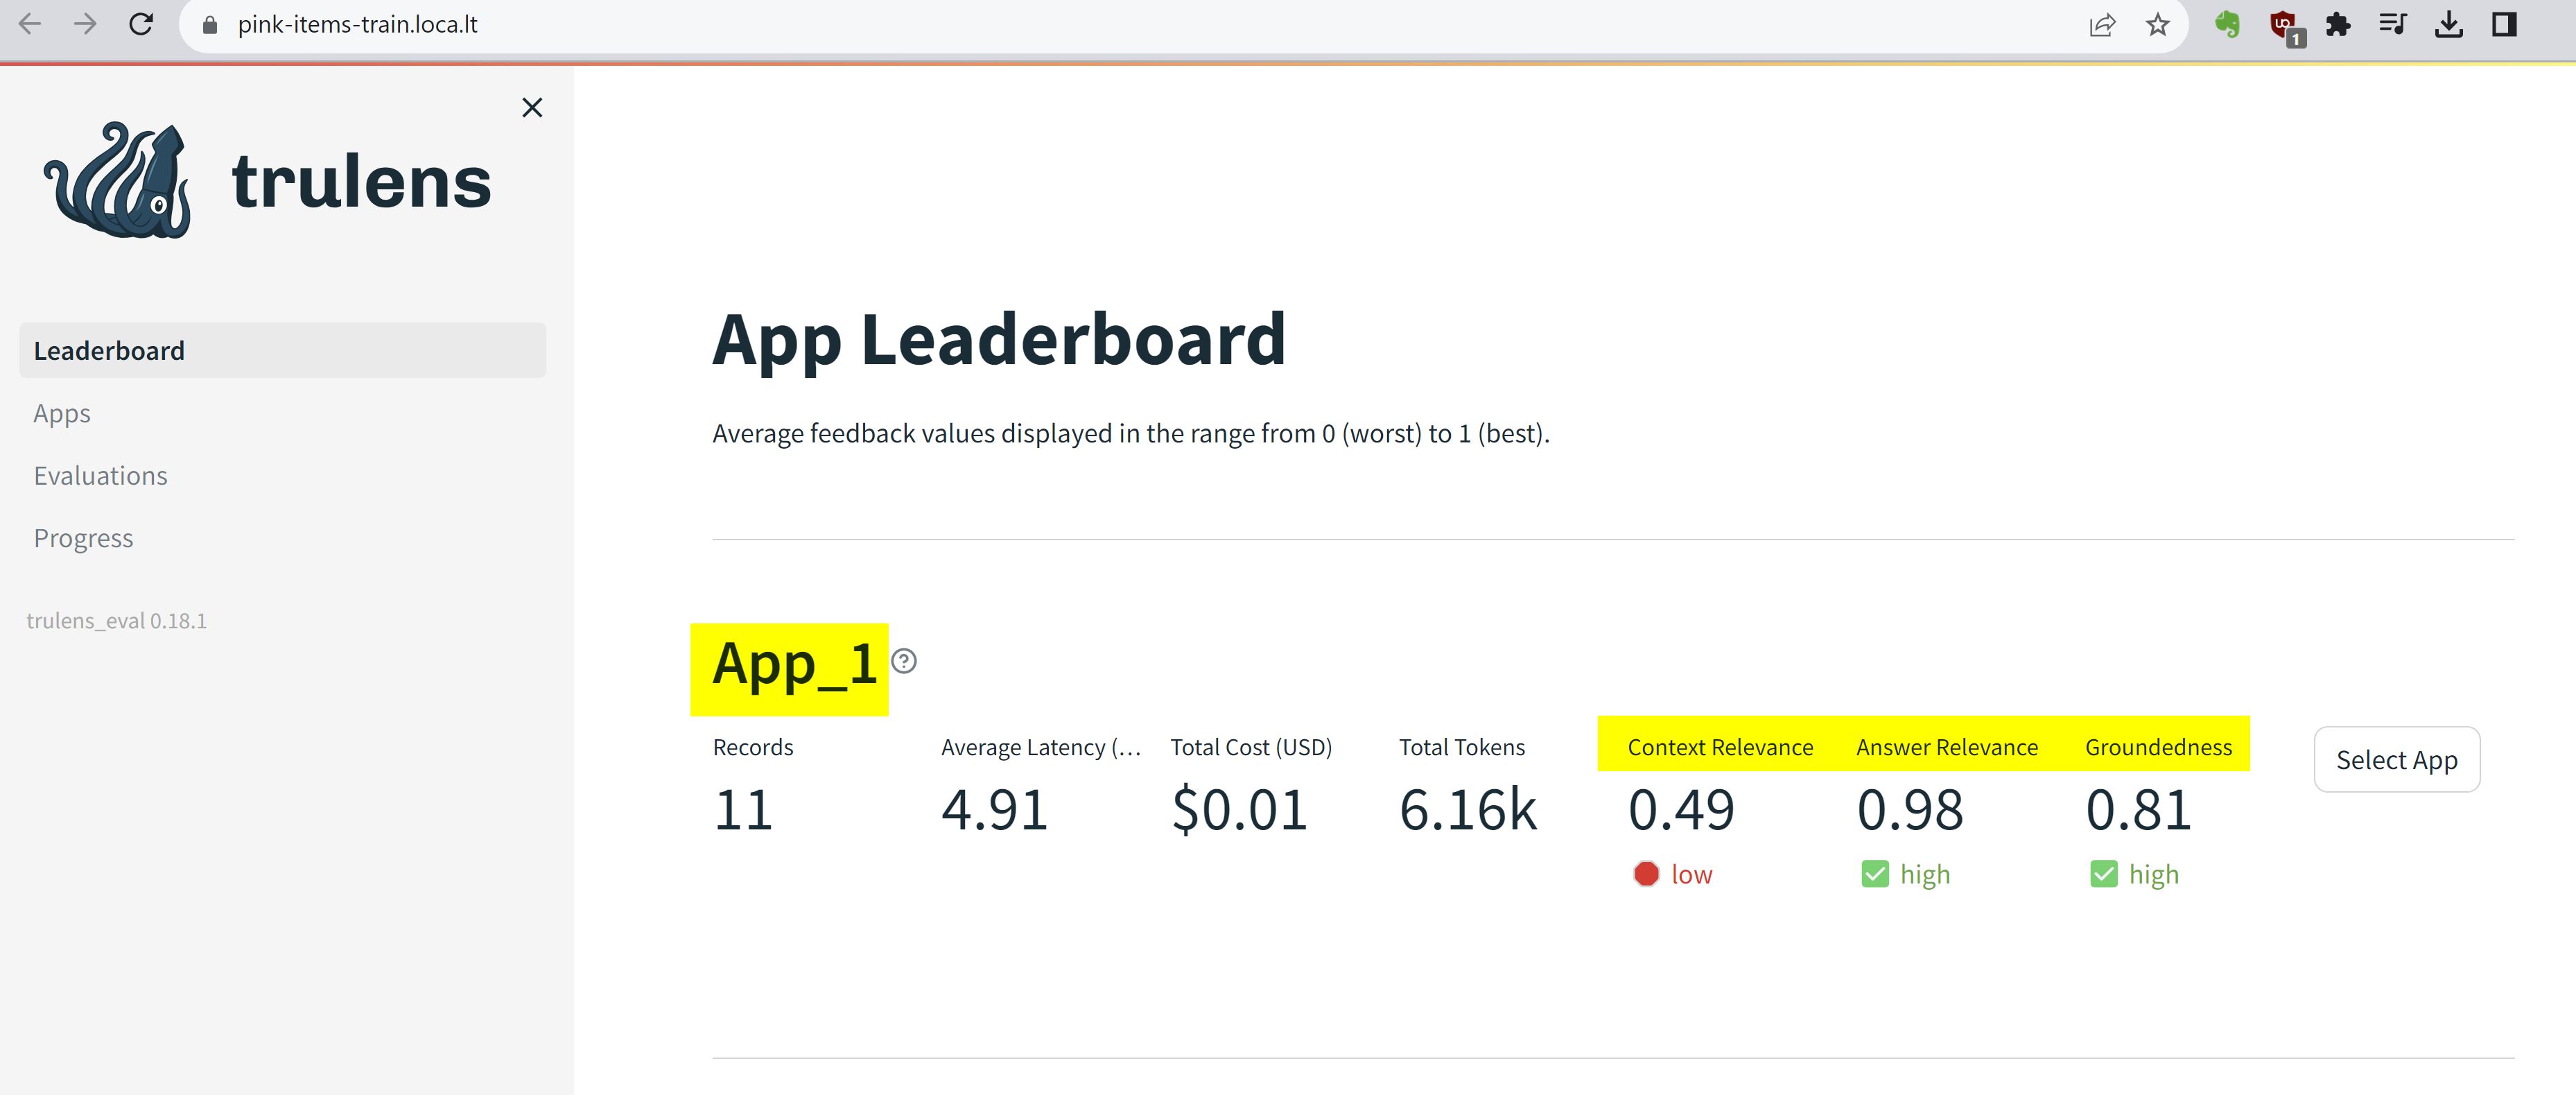 pink-items-train.loca.lt
1
trulens
Leaderboard
Apps
Evaluations
Progress
trulens_eval 0.18.1
App Leaderboard
Average feedback values displayed in the range from 0 (worst) to 1 (best).
App_1
Records Average Latency (… Total Cost (USD) Total Tokens Context Relevance Answer Relevance Groundedness
11 4.91 $0.01 6.16k 0.49 0.98 0.81
low high high
Select App